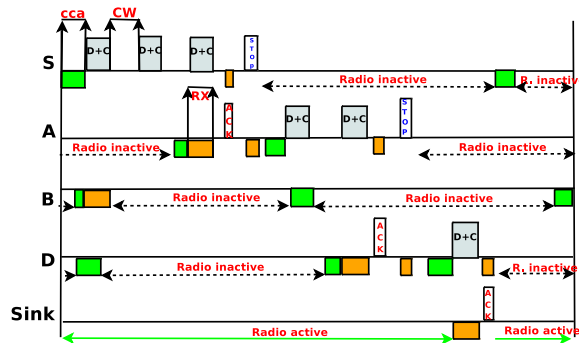 cca CW
D+C D+C D+C STOP
S
Radio inactive R. inactiv
RX
ACK D+C D+C STOP
A
Radio inactive Radio inactive
B
Radio inactive Radio inactive
ACK
D+C
D
Radio inactive R. inactive
ACK
Sink
Radio active Radio active